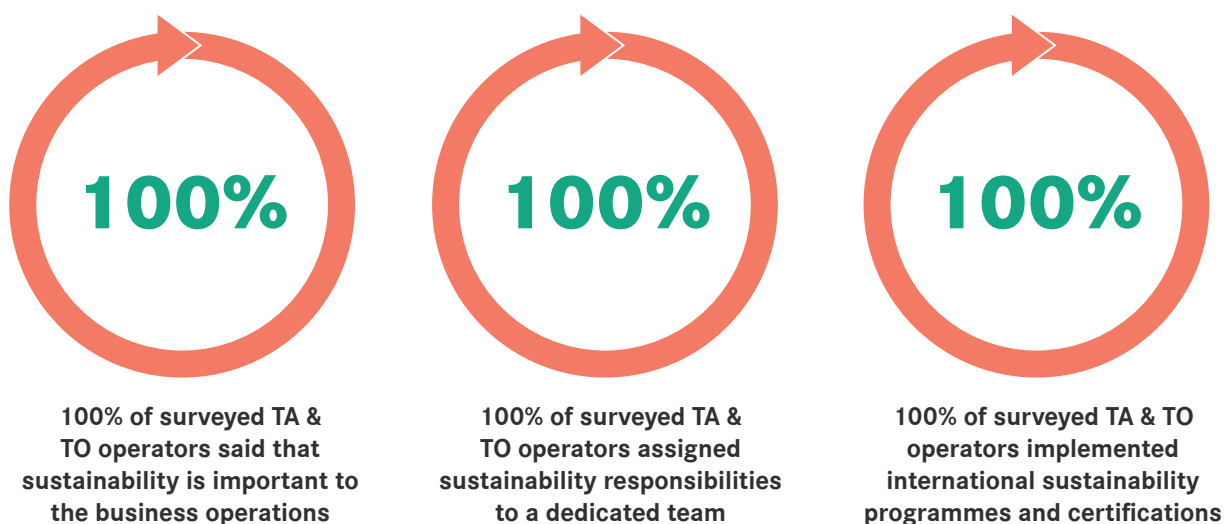 100%
100% of surveyed TA &
TO operators said that
sustainability is important to
the business operations
100%
100% of surveyed TA &
TO operators assigned
sustainability responsibilities
to a dedicated team
100%
100% of surveyed TA & TO
operators implemented
international sustainability
programmes and certifications